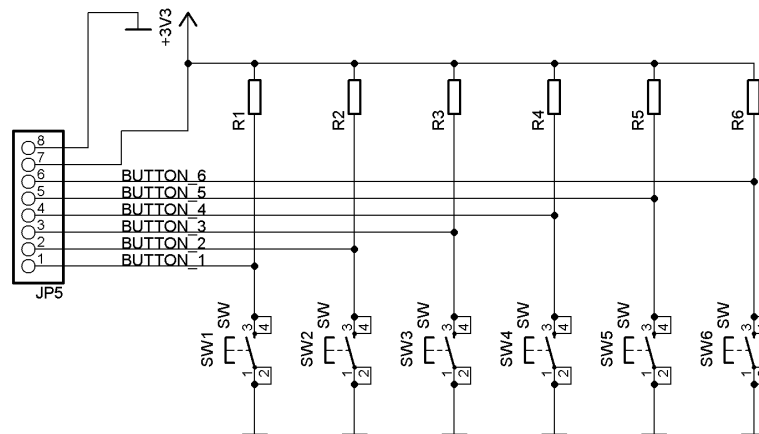 +3V3
R1
R2
R3
R4
R5
R6
8
7
6
5
4
3
2
1
BUTTON_6
BUTTON_5
BUTTON_4
BUTTON_3
BUTTON_2
BUTTON_1
JP5
SW1
SW
3
4
1
2
SW2
SW
3
4
1
2
SW3
SW
3
4
1
2
SW4
SW
3
4
1
2
SW5
SW
3
4
1
2
SW6
SW
3
4
1
2